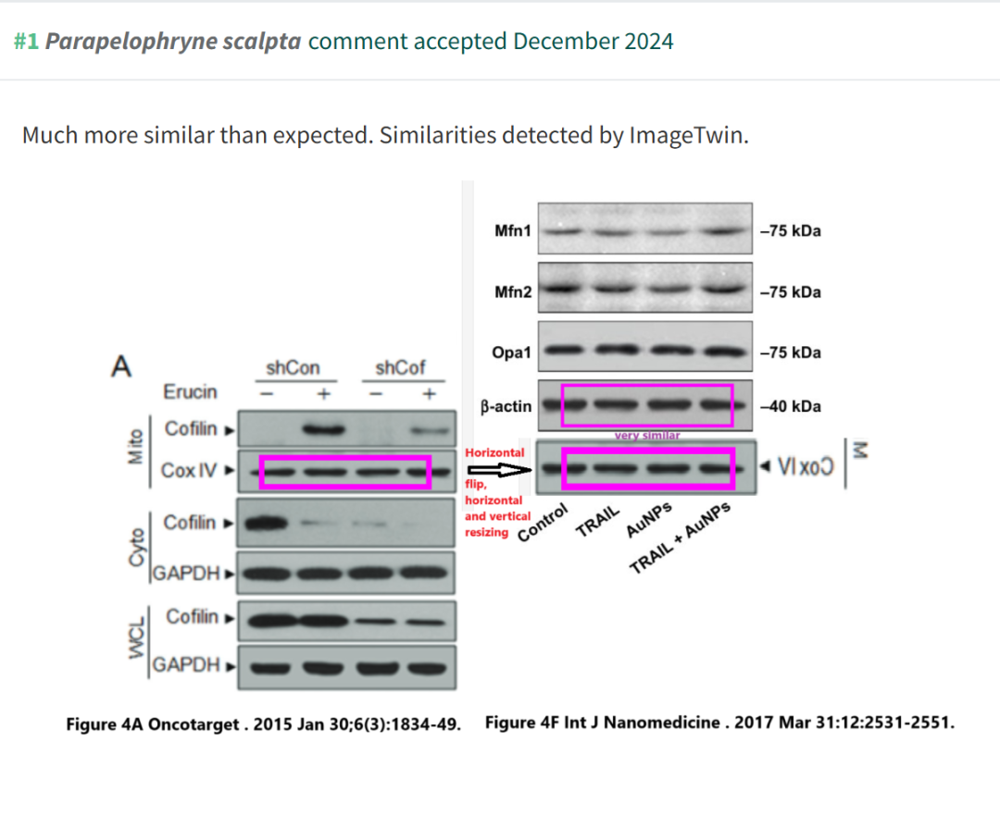 #1 Parapelophryne scalpta comment accepted December 2024
Much more similar than expected. Similarities detected by ImageTwin.
A
shCon shCof
Erucin − + − +
Mito
Cofilin ►
Cox IV ►
Cyto
Cofilin ►
GAPDH ►
WCL
Cofilin ►
GAPDH ►
Figure 4A Oncotarget . 2015 Jan 30;6(3):1834-49.
Horizontal
flip,
horizontal
and vertical
resizing
Mfn1 –75 kDa
Mfn2 –75 kDa
Opa1 –75 kDa
β-actin –40 kDa
very similar
◄ Cox IV
M
Control
TRAIL
AuNPs
TRAIL + AuNPs
Figure 4F Int J Nanomedicine . 2017 Mar 31:12:2531-2551.